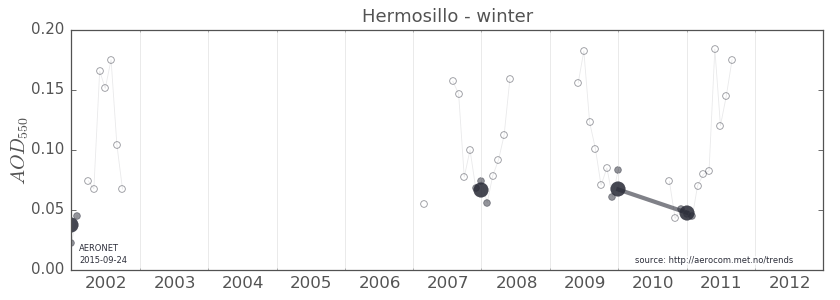 Hermosillo - winter
0.20
0.15
0.10
0.05
0.00
AOD550
AERONET
2015-09-24
source: http://aerocom.met.no/trends
2002 2003 2004 2005 2006 2007 2008 2009 2010 2011 2012